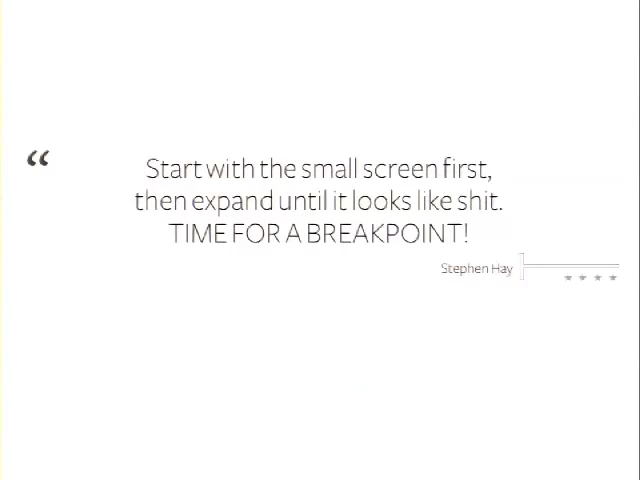 “
Start with the small screen first,
then expand until it looks like shit.
TIME FOR A BREAKPOINT!
Stephen Hay